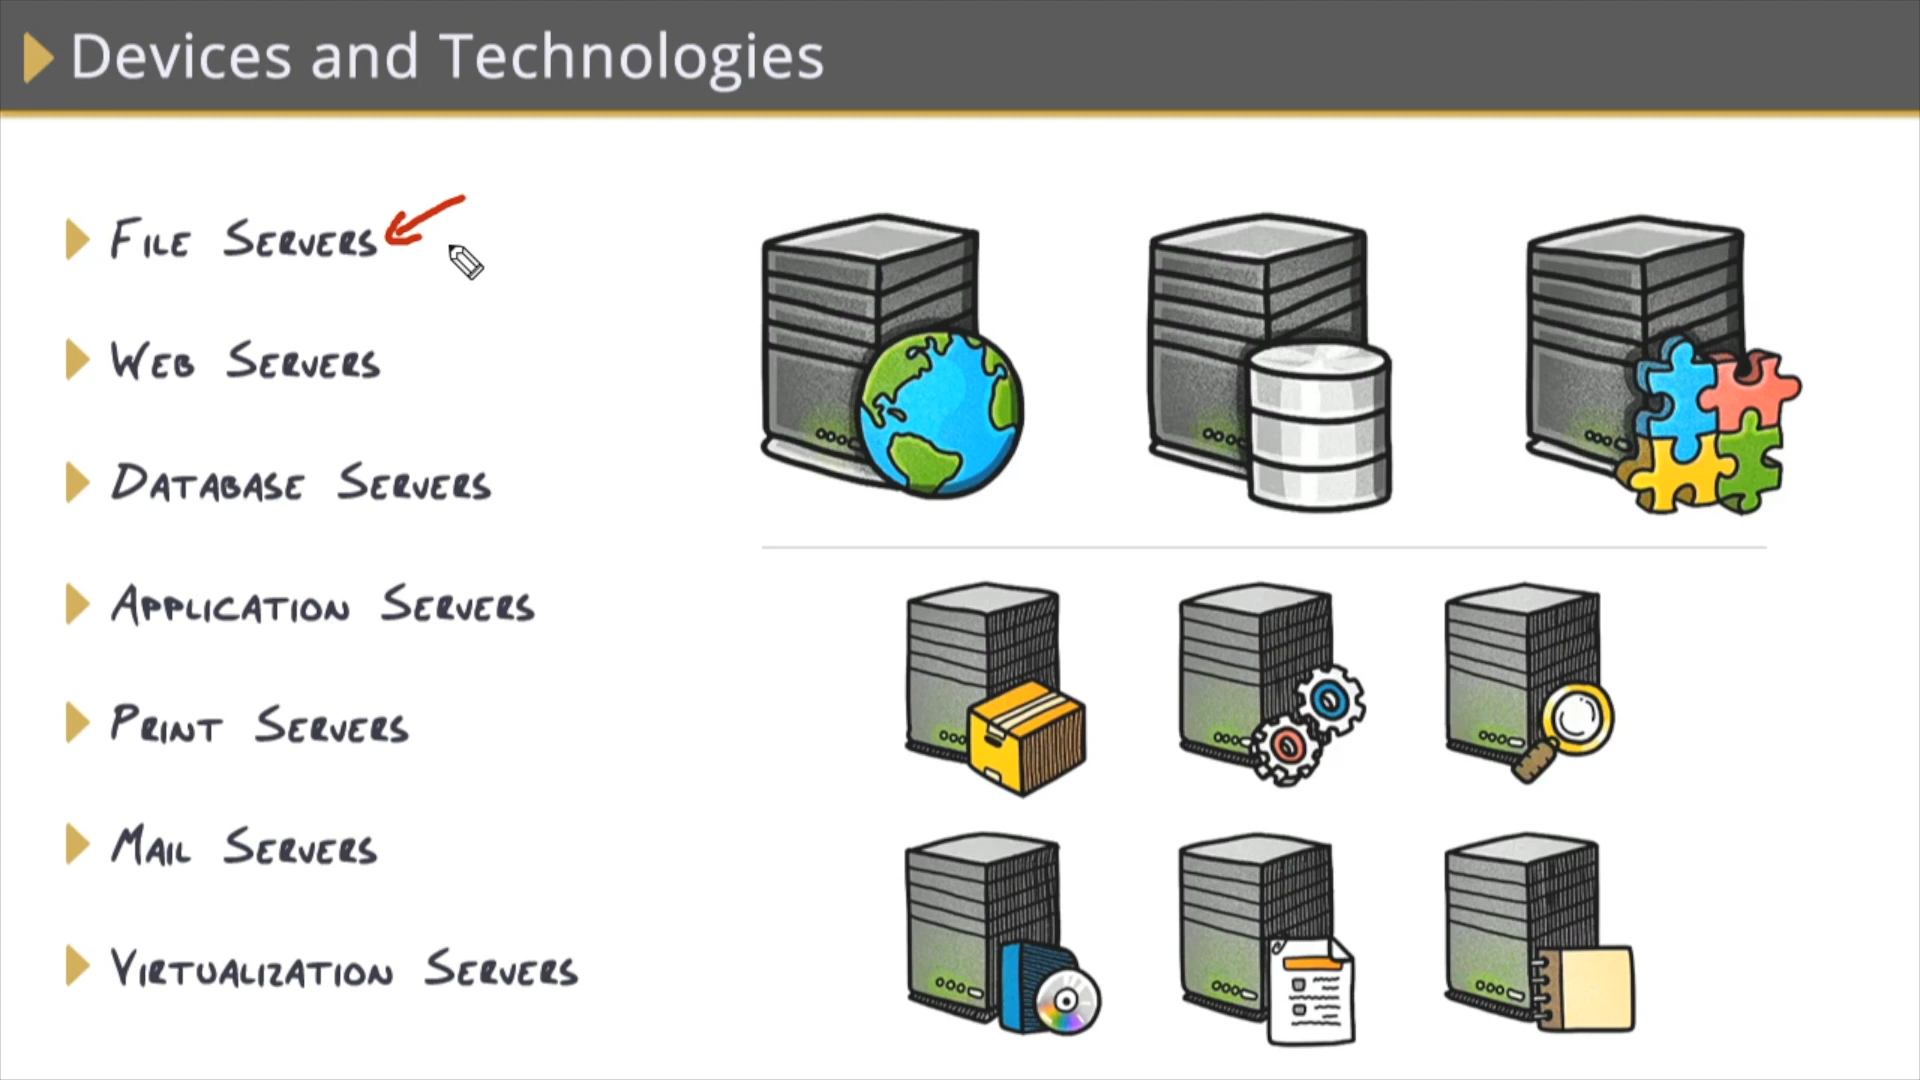 Devices and Technologies
File Servers
Web Servers
Database Servers
Application Servers
Print Servers
Mail Servers
Virtualization Servers